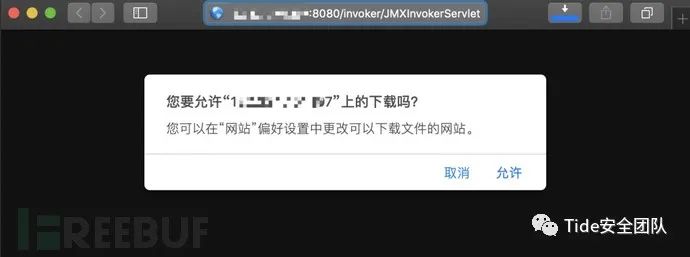 :8080/invoker/JMXInvokerServlet
您要允许“1 7”上的下载吗?
您可以在“网站”偏好设置中更改可以下载文件的网站。
取消 允许
FREEBUF
Tide安全团队